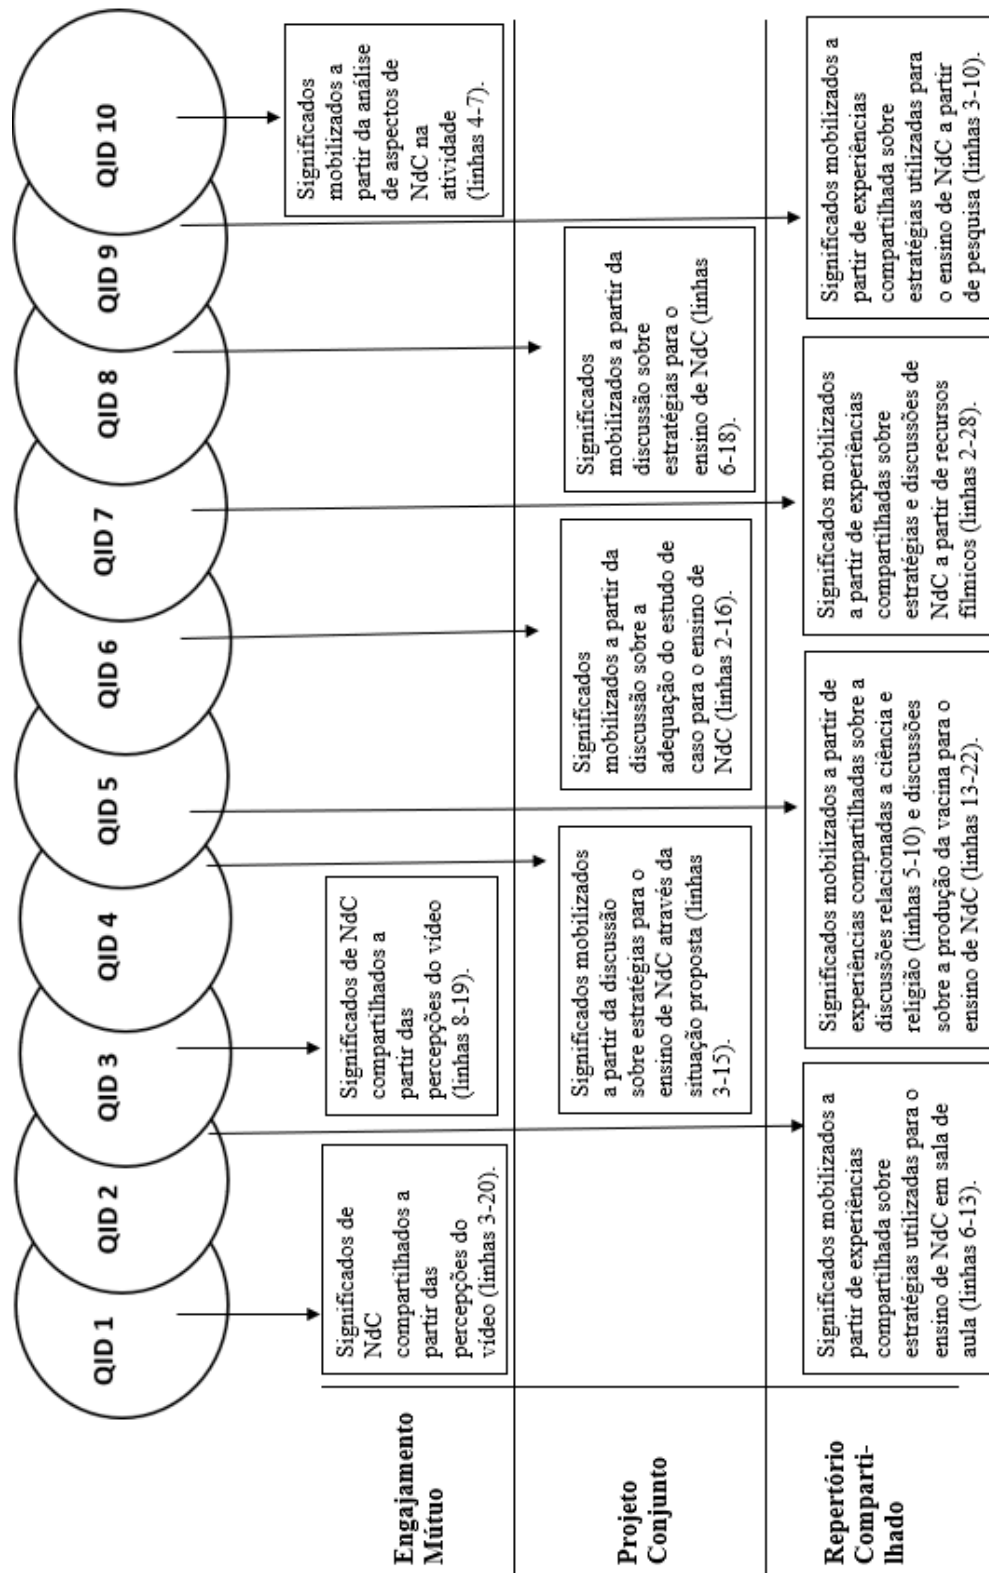 QID 1
QID 2
QID 3
QID 4
QID 5
QID 6
QID 7
QID 8
QID 9
QID 10
Engajamento
Mútuo
Significados de
NdC
compartilhados a
partir das
percepções do
vídeo (linhas 3-20).
Significados de NdC
compartilhados a
partir das
percepções do vídeo
(linhas 8-19).
Significados
mobilizados a
partir da análise
de aspectos de
NdC na
atividade
(linhas 4-7).
Projeto
Conjunto
Significados mobilizados
a partir da discussão
sobre estratégias para o
ensino de NdC através da
situação proposta (linhas
3-15).
Significados
mobilizados a partir da
discussão sobre a
adequação do estudo de
caso para o ensino de
NdC (linhas 2-16).
Significados
mobilizados a partir da
discussão sobre
estratégias para o
ensino de NdC (linhas
6-18).
Repertório
Comparti-
lhado
Significados mobilizados a
partir de experiências
compartilhada sobre
estratégias utilizadas para o
ensino de NdC em sala de
aula (linhas 6-13).
Significados mobilizados a partir de
experiências compartilhadas sobre a
discussões relacionadas a ciência e
religião (linhas 5-10) e discussões
sobre a produção da vacina para o
ensino de NdC (linhas 13-22).
Significados mobilizados
a partir de experiências
compartilhadas sobre
estratégias e discussões de
NdC a partir de recursos
fílmicos (linhas 2-28).
Significados mobilizados a
partir de experiências
compartilhada sobre
estratégias utilizadas para
o ensino de NdC a partir
de pesquisa (linhas 3-10).